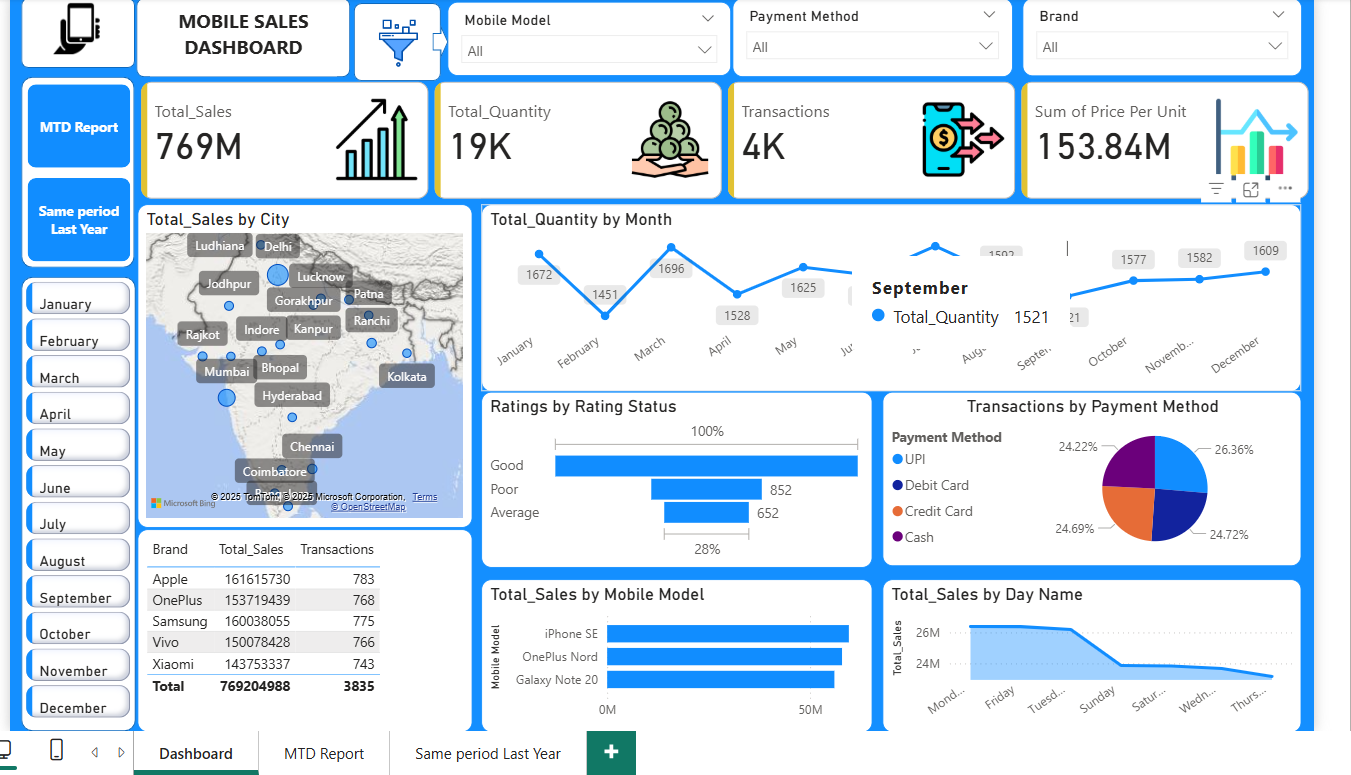 MOBILE SALES
DASHBOARD
Mobile Model
All
Payment Method
All
Brand
All
MTD Report
Same period
Last Year
Total_Sales
769M
Total_Quantity
19K
Transactions
4K
Sum of Price Per Unit
153.84M
January
February
March
April
May
June
July
August
September
October
November
December
Total_Sales by City
Ludhiana
Delhi
Jodhpur
Lucknow
Gorakhpur
Patna
Rajkot
Indore
Kanpur
Ranchi
Mumbai
Bhopal
Kolkata
Hyderabad
Chennai
Coimbatore
© 2025 TomTom, © 2025 Microsoft Corporation, Terms
© OpenStreetMap
Microsoft Bing
Total_Quantity by Month
1672
1451
1696
1528
1625
1592
1577
1582
1609
September
Total_Quantity 1521
January
February
March
April
May
October
Novemb...
December
Ratings by Rating Status
100%
Good
Poor 852
Average 652
28%
Transactions by Payment Method
Payment Method
UPI
Debit Card
Credit Card
Cash
24.22%
26.36%
24.69%
24.72%
Brand Total_Sales Transactions
Apple 161615730 783
OnePlus 153719439 768
Samsung 160038055 775
Vivo 150078428 766
Xiaomi 143753337 743
Total 769204988 3835
Total_Sales by Mobile Model
Mobile Model
iPhone SE
OnePlus Nord
Galaxy Note 20
0M 50M
Total_Sales by Day Name
Total_Sales
26M
24M
Mond...
Friday
Tuesd...
Sunday
Satur...
Wedn...
Thurs...
Dashboard
MTD Report
Same period Last Year